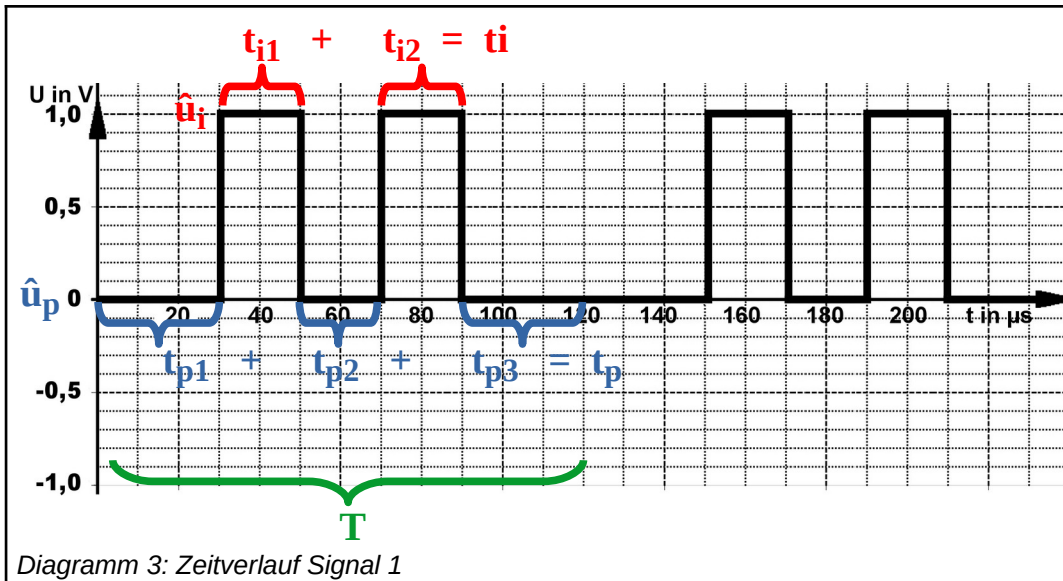 ti1 + ti2 = ti
U in V
ûi
1,0
0,5
ûp 0
20 40 60 80 100 120 140 160 180 200 t in µs
tp1 + tp2 + tp3 = tp
-0,5
-1,0
T
Diagramm 3: Zeitverlauf Signal 1